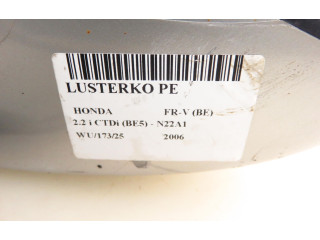 LUSTERKO PE
HONDA FR-V (BE)
2.2 i CTDi (BE5) - N22A1
WU/173/25 2006